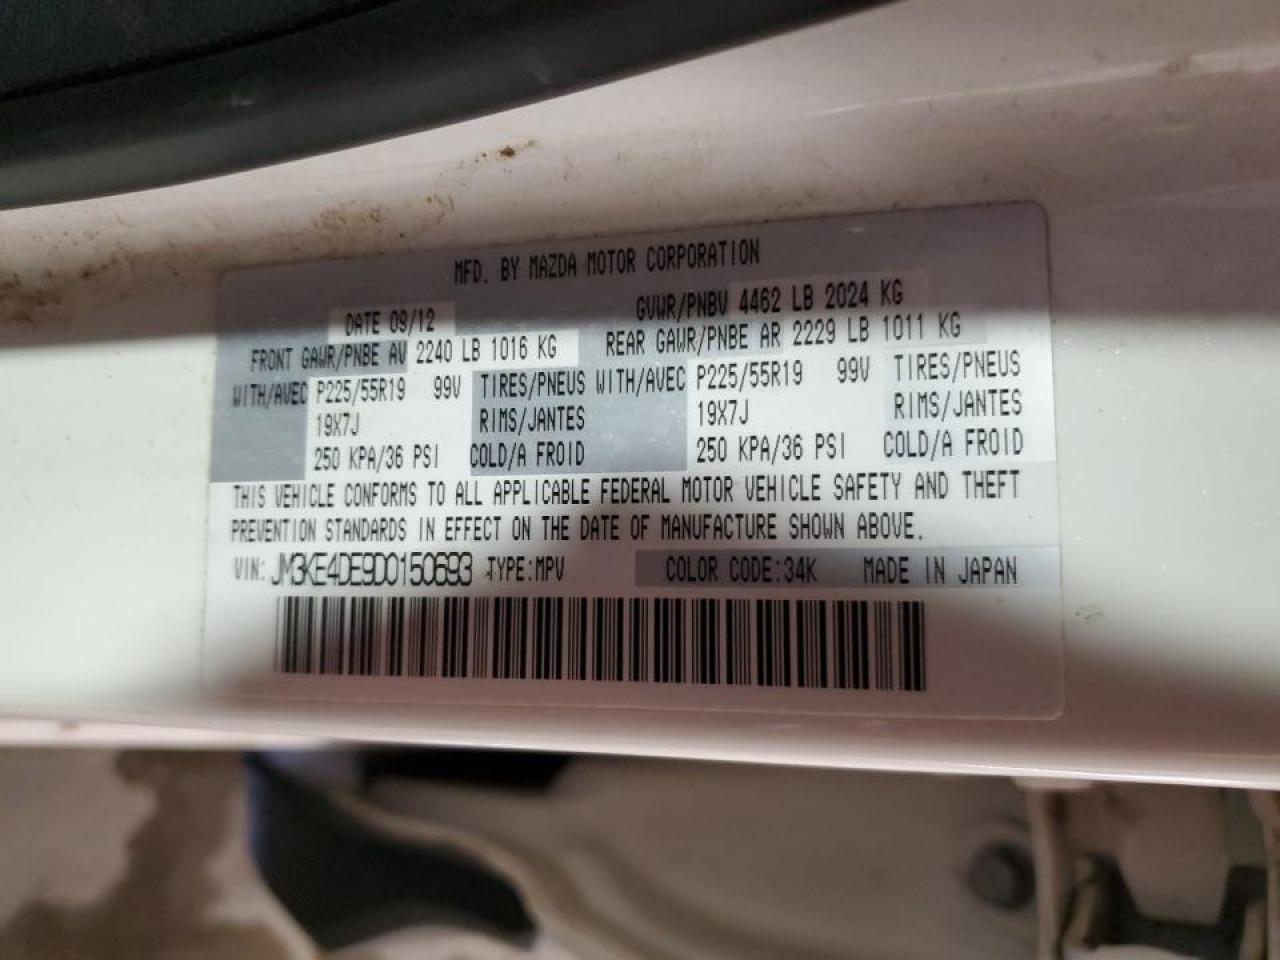 MFD. BY MAZDA MOTOR CORPORATION
DATE 09/12 GVWR/PNBV 4462 LB 2024 KG
FRONT GAWR/PNBE AV 2240 LB 1016 KG REAR GAWR/PNBE AR 2229 LB 1011 KG
WITH/AVEC P225/55R19 99V TIRES/PNEUS WITH/AVEC P225/55R19 99V TIRES/PNEUS
19X7J RIMS/JANTES 19X7J RIMS/JANTES
250 KPA/36 PSI COLD/A FROID 250 KPA/36 PSI COLD/A FROID
THIS VEHICLE CONFORMS TO ALL APPLICABLE FEDERAL MOTOR VEHICLE SAFETY AND THEFT
PREVENTION STANDARDS IN EFFECT ON THE DATE OF MANUFACTURE SHOWN ABOVE.
VIN: JM3KE4DE9D0150693 TYPE:MPV COLOR CODE:34K MADE IN JAPAN